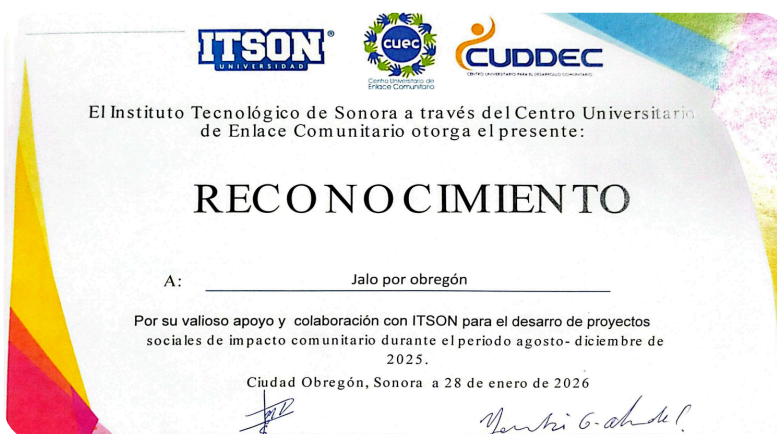 ITSON®
UNIVERSIDAD
cuec
Centro Universitario de
Enlace Comunitario
CUDDEC
CENTRO UNIVERSITARIO PARA EL DESARROLLO COMUNITARIO
El Instituto Tecnológico de Sonora a través del Centro Universitario
de Enlace Comunitario otorga el presente:
RECONOCIMIENTO
A: Jalo por obregón
Por su valioso apoyo y colaboración con ITSON para el desarro de proyectos
sociales de impacto comunitario durante el periodo agosto- diciembre de
2025.
Ciudad Obregón, Sonora a 28 de enero de 2026